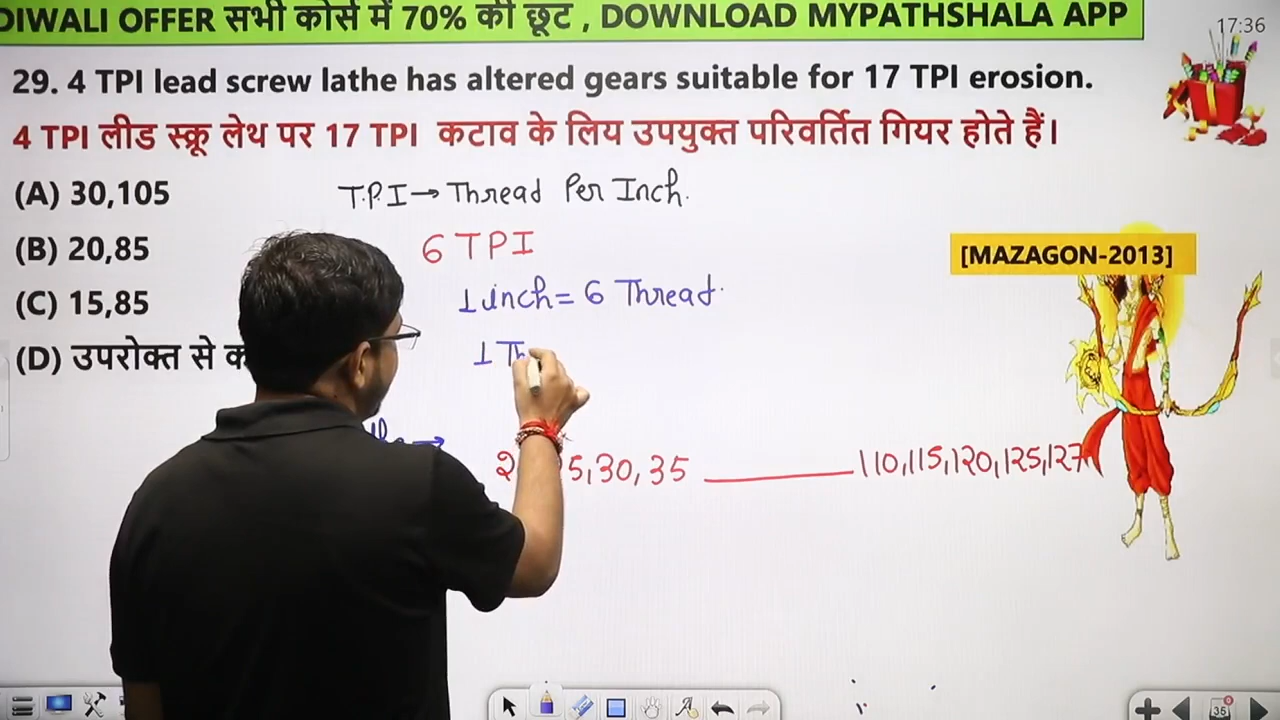 DIWALI OFFER सभी कोर्स में 70% की छूट , DOWNLOAD MYPATHSHALA APP
17:36
29. 4 TPI lead screw lathe has altered gears suitable for 17 TPI erosion.
4 TPI लीड स्क्रू लेथ पर 17 TPI कटाव के लिय उपयुक्त परिवर्तित गियर होते हैं।
(A) 30,105
T.P.I → Thread Per Inch.
(B) 20,85
6 TPI
[MAZAGON-2013]
(C) 15,85
1 inch = 6 Thread.
(D) उपरोक्त से
1 Th
5,30,35 110,115,120,125,127
35